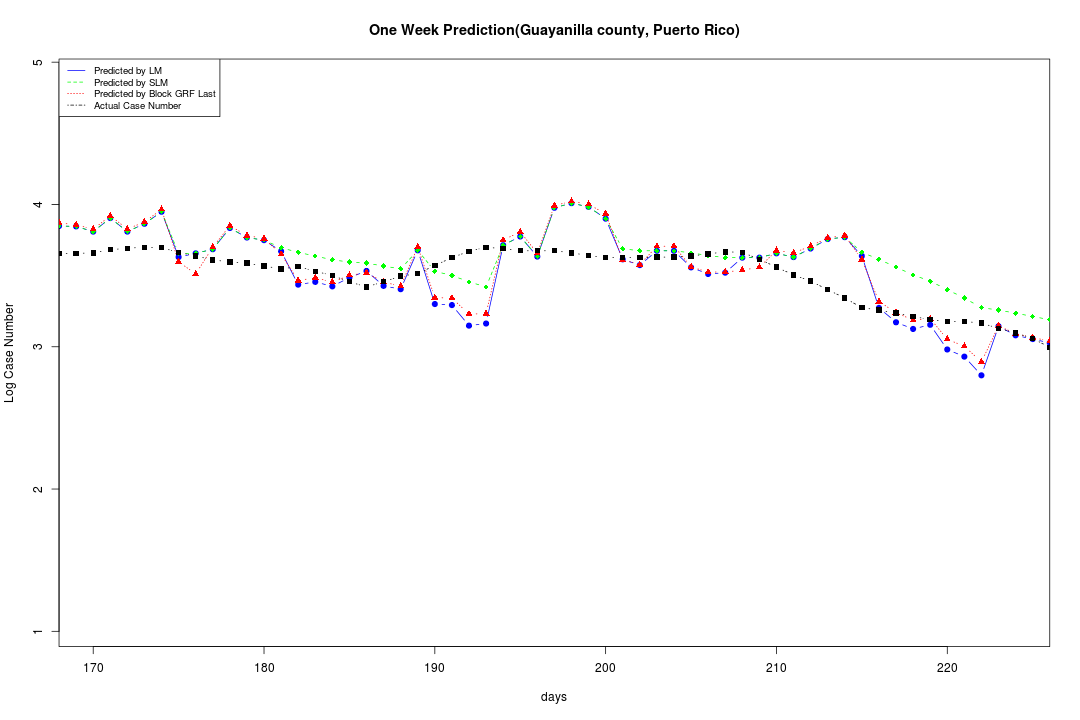 One Week Prediction(Guayanilla county, Puerto Rico)
Predicted by LM
Predicted by SLM
Predicted by Block GRF Last
Actual Case Number
5
4
3
2
1
Log Case Number
170 180 190 200 210 220
days